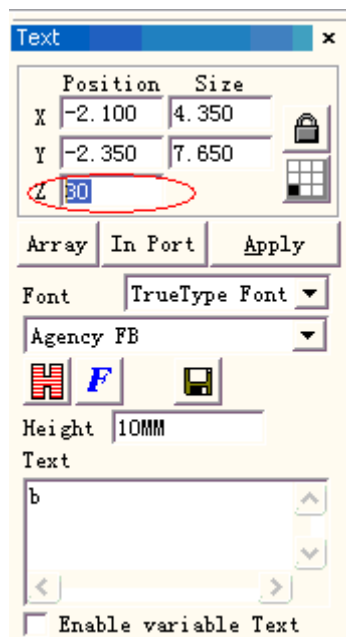 Text
Position Size
X -2.100 4.350
Y -2.350 7.650
Z 30
Array In Port Apply
Font TrueType Font
Agency FB
H F
Height 10MM
Text
b
Enable variable Text